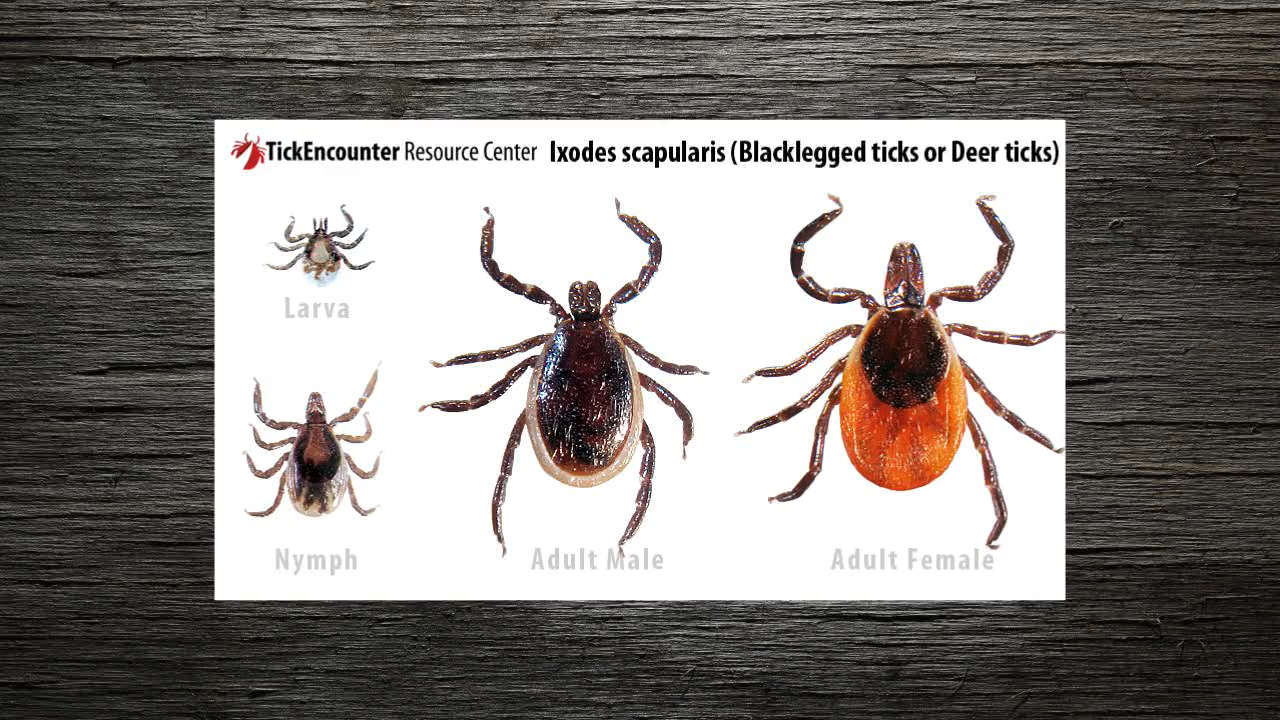 TickEncounter Resource Center Ixodes scapularis (Blacklegged ticks or Deer ticks)
Larva
Nymph
Adult Male
Adult Female